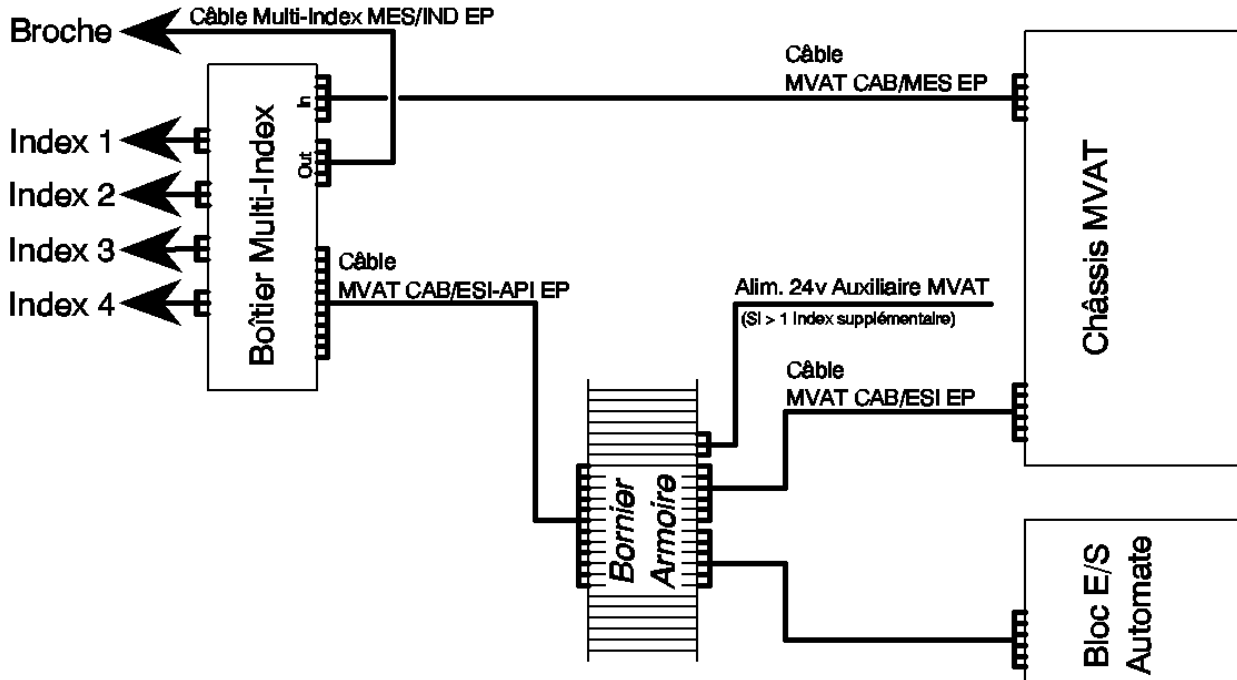 Câble Multi-Index MES/IND EP
Broche
Index 1
Index 2
Index 3
Index 4
Boîtier Multi-Index
In
Out
Câble
MVAT CAB/MES EP
Châssis MVAT
Câble
MVAT CAB/ESI-API EP
Alim. 24v Auxiliaire MVAT
(Si > 1 Index supplémentaire)
Câble
MVAT CAB/ESI EP
Bornier
Armoire
Bloc E/S
Automate